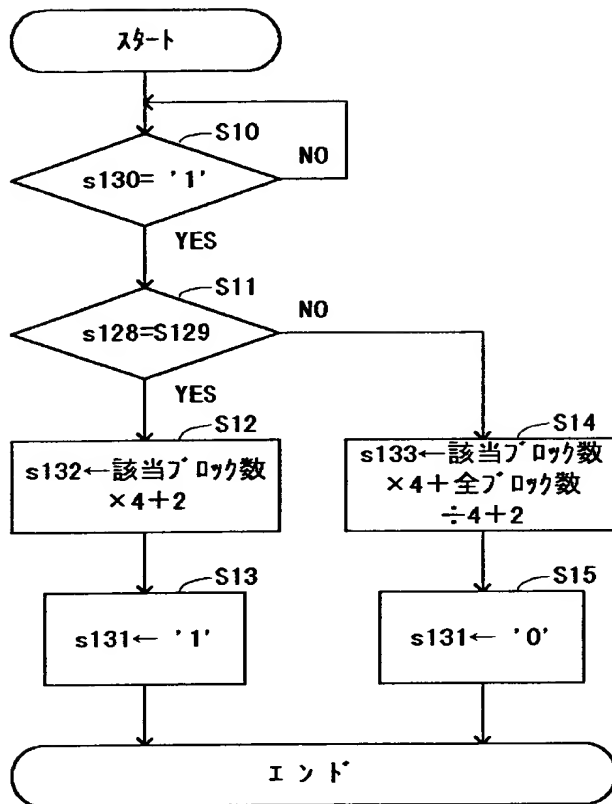 スタート
S10
NO
s130= '1'
YES
S11
NO
s128=S129
YES
S12
s132←該当ブロック数
×4+2
S14
s133←該当ブロック数
×4+全ブロック数
÷4+2
S13
s131← '1'
S15
s131← '0'
エンド